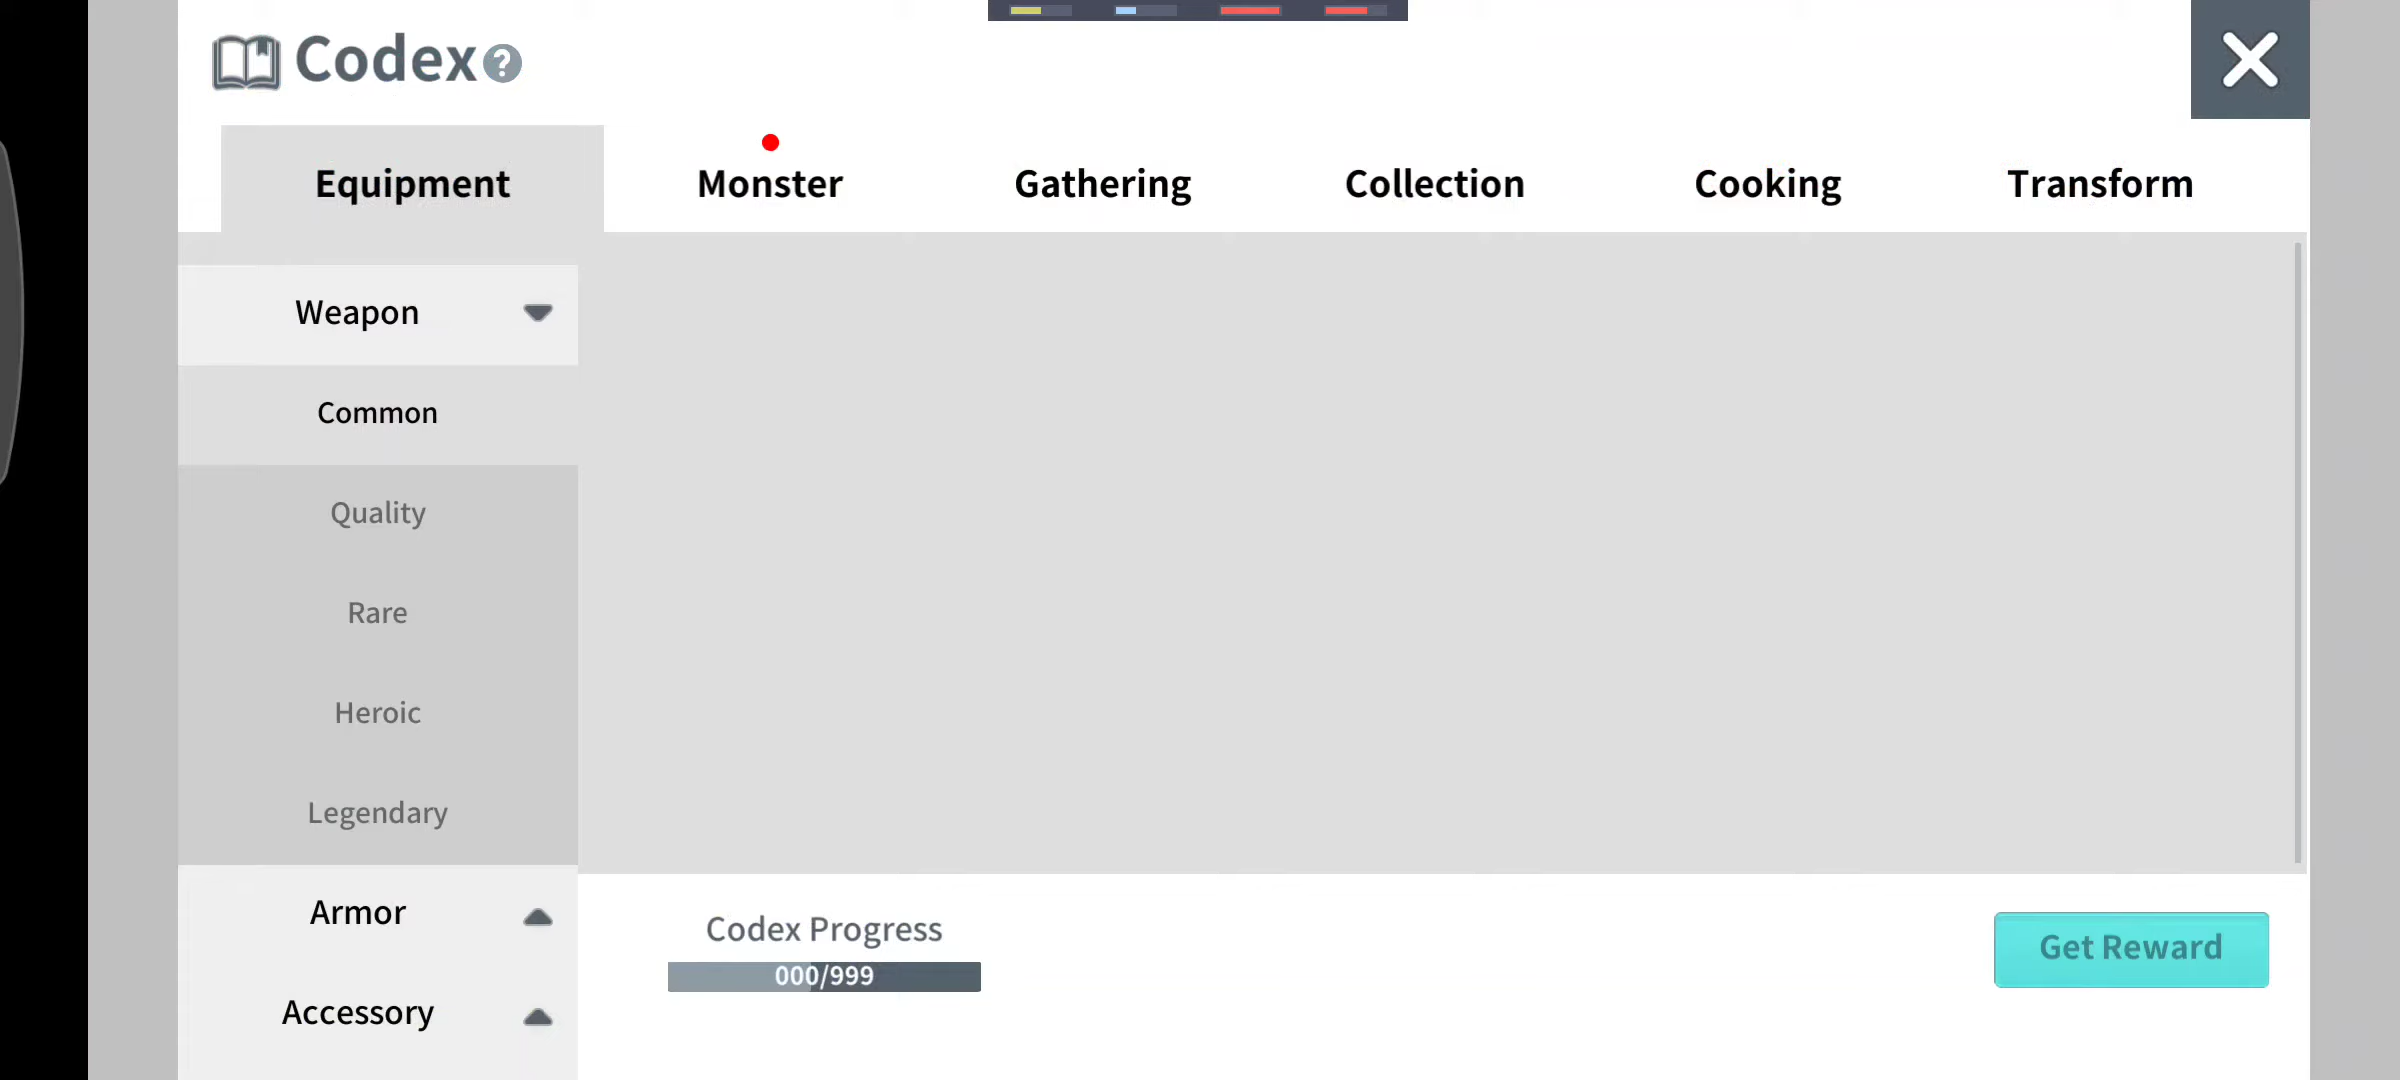 Codex ?
Equipment
Monster
Gathering
Collection
Cooking
Transform
Weapon
Common
Quality
Rare
Heroic
Legendary
Armor
Accessory
Codex Progress
000/999
Get Reward